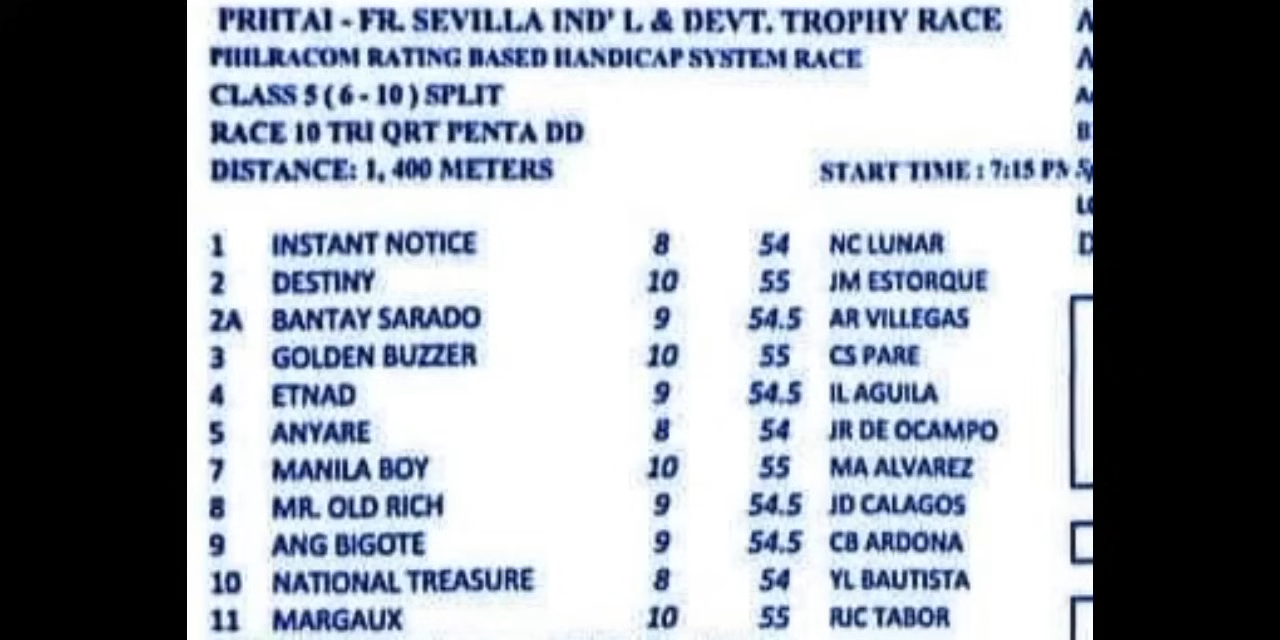 PRHTAI - FR. SEVILLA IND' L & DEVT. TROPHY RACE
PHILRACOM RATING BASED HANDICAP SYSTEM RACE
CLASS 5 ( 6 - 10 ) SPLIT
RACE 10 TRI QRT PENTA DD
DISTANCE: 1, 400 METERS START TIME : 7:15 PM
1 INSTANT NOTICE 8 54 NC LUNAR
2 DESTINY 10 55 JM ESTORQUE
2A BANTAY SARADO 9 54.5 AR VILLEGAS
3 GOLDEN BUZZER 10 55 CS PARE
4 ETNAD 9 54.5 IL AGUILA
5 ANYARE 8 54 JR DE OCAMPO
7 MANILA BOY 10 55 MA ALVAREZ
8 MR. OLD RICH 9 54.5 JD CALAGOS
9 ANG BIGOTE 9 54.5 CB ARDONA
10 NATIONAL TREASURE 8 54 YL BAUTISTA
11 MARGAUX 10 55 RIC TABOR